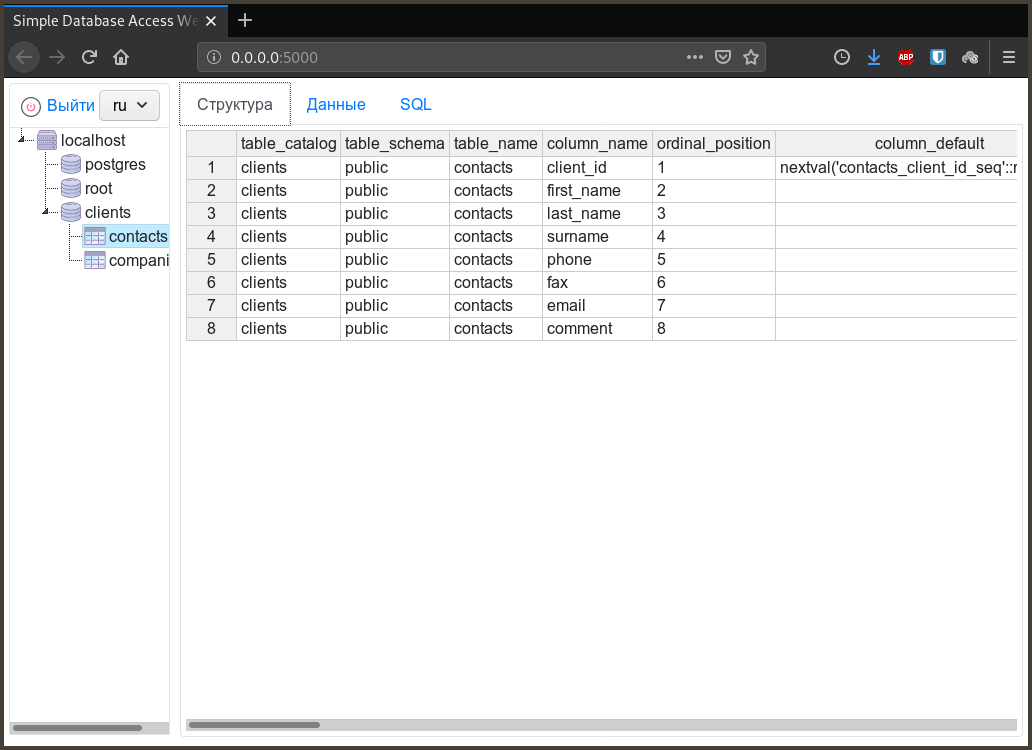 Simple Database Access We
0.0.0.0:5000
ABP
Выйти ru
localhost
postgres
root
clients
contacts
compani
Структура Данные SQL
table_catalog table_schema table_name column_name ordinal_position column_default
1 clients public contacts client_id 1 nextval('contacts_client_id_seq'::r
2 clients public contacts first_name 2
3 clients public contacts last_name 3
4 clients public contacts surname 4
5 clients public contacts phone 5
6 clients public contacts fax 6
7 clients public contacts email 7
8 clients public contacts comment 8